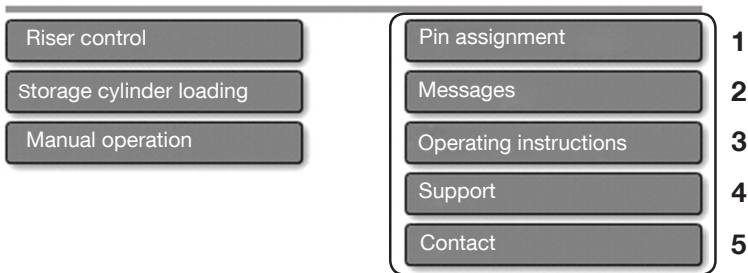 Riser control
Storage cylinder loading
Manual operation
Pin assignment 1
Messages 2
Operating instructions 3
Support 4
Contact 5